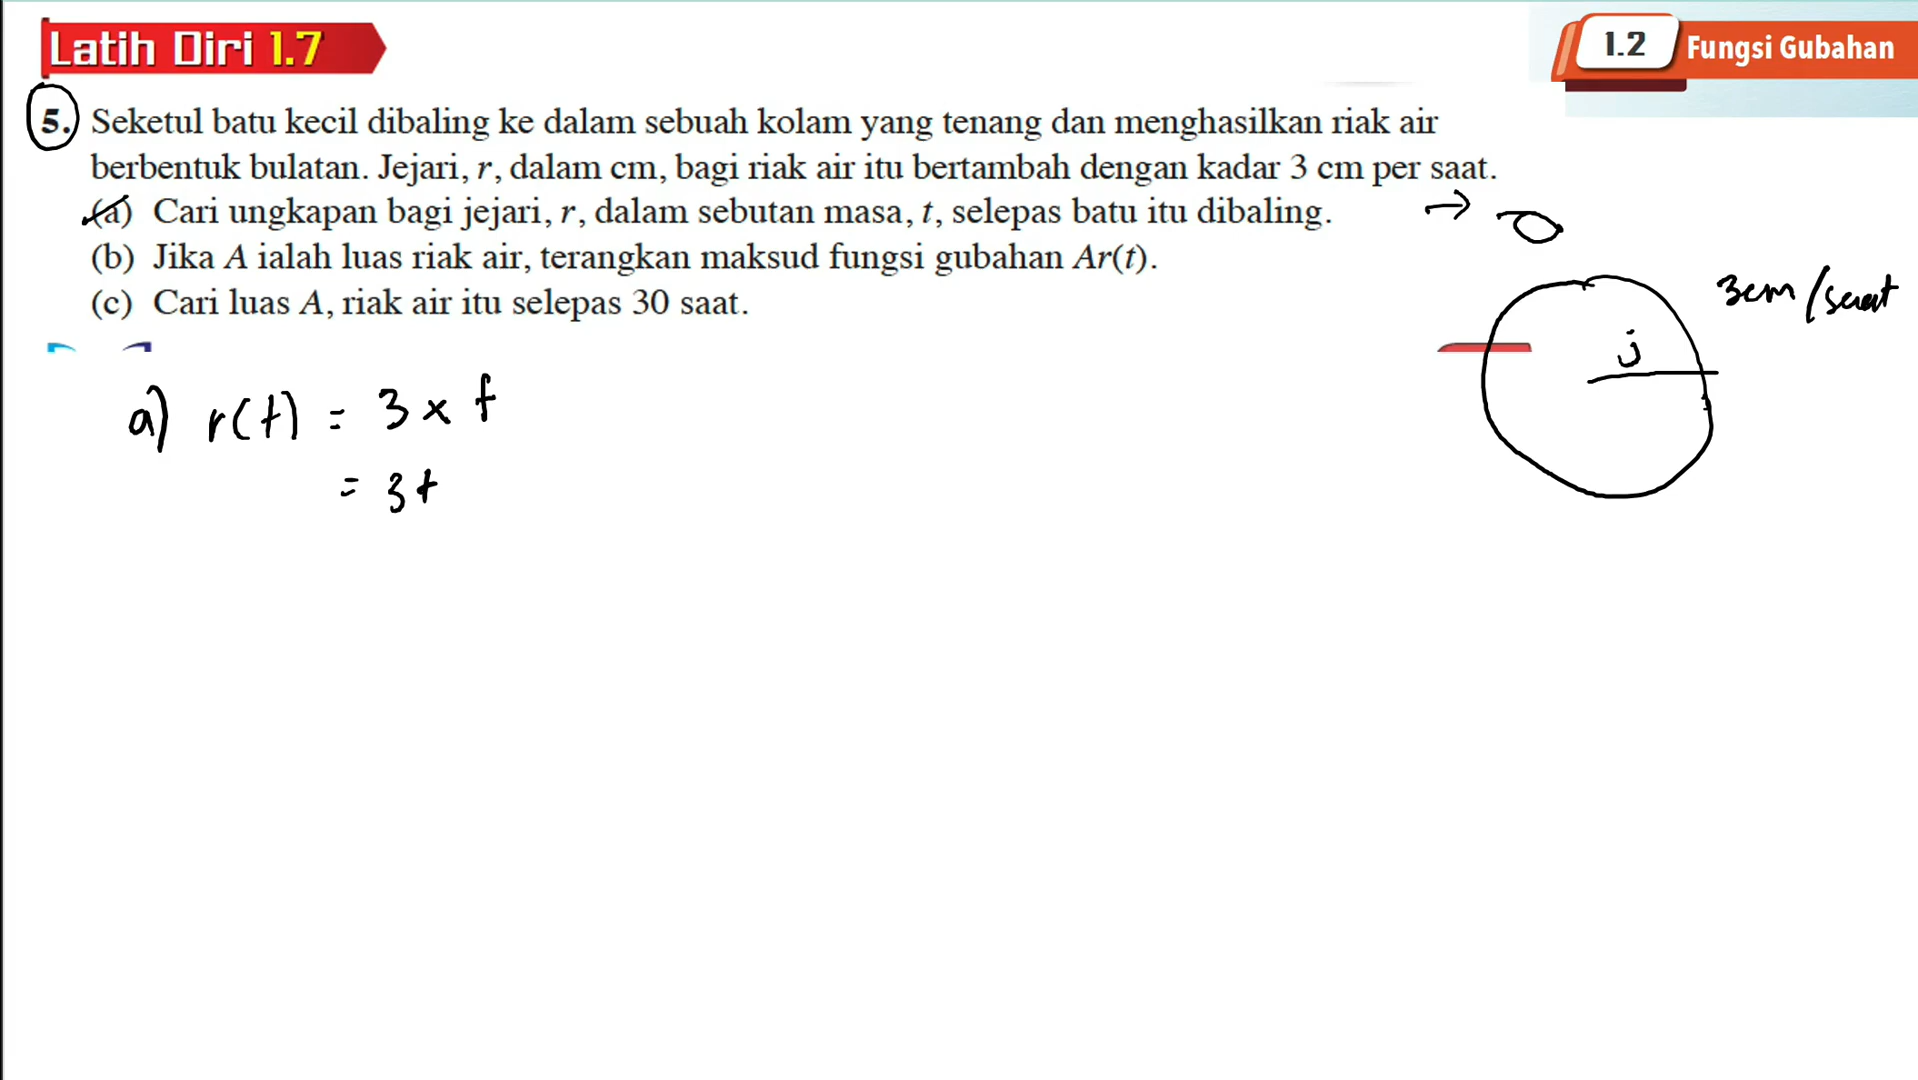 Latih Diri 1.7
1.2 Fungsi Gubahan
5. Seketul batu kecil dibaling ke dalam sebuah kolam yang tenang dan menghasilkan riak air
berbentuk bulatan. Jejari, r, dalam cm, bagi riak air itu bertambah dengan kadar 3 cm per saat.
(a) Cari ungkapan bagi jejari, r, dalam sebutan masa, t, selepas batu itu dibaling.
(b) Jika A ialah luas riak air, terangkan maksud fungsi gubahan Ar(t).
(c) Cari luas A, riak air itu selepas 30 saat.
3cm/saat
j
a) r(t) = 3 × t
= 3t